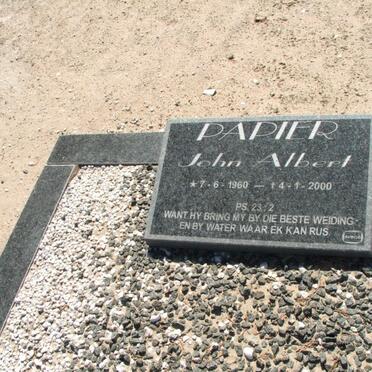 PAPIER
John Albert
★7-6-1960 — †4-1-2000
PS. 23:2
WANT HY BRING MY BY DIE BESTE WEIDING-
EN BY WATER WAAR EK KAN RUS